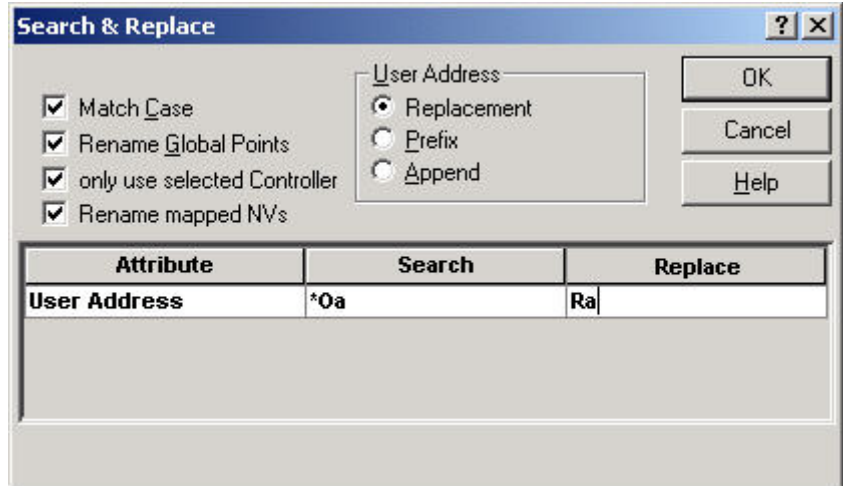 Search & Replace
Match Case
Rename Global Points
only use selected Controller
Rename mapped NVs
User Address
Replacement
Prefix
Append
OK
Cancel
Help
Attribute Search Replace
User Address *Oa Ra